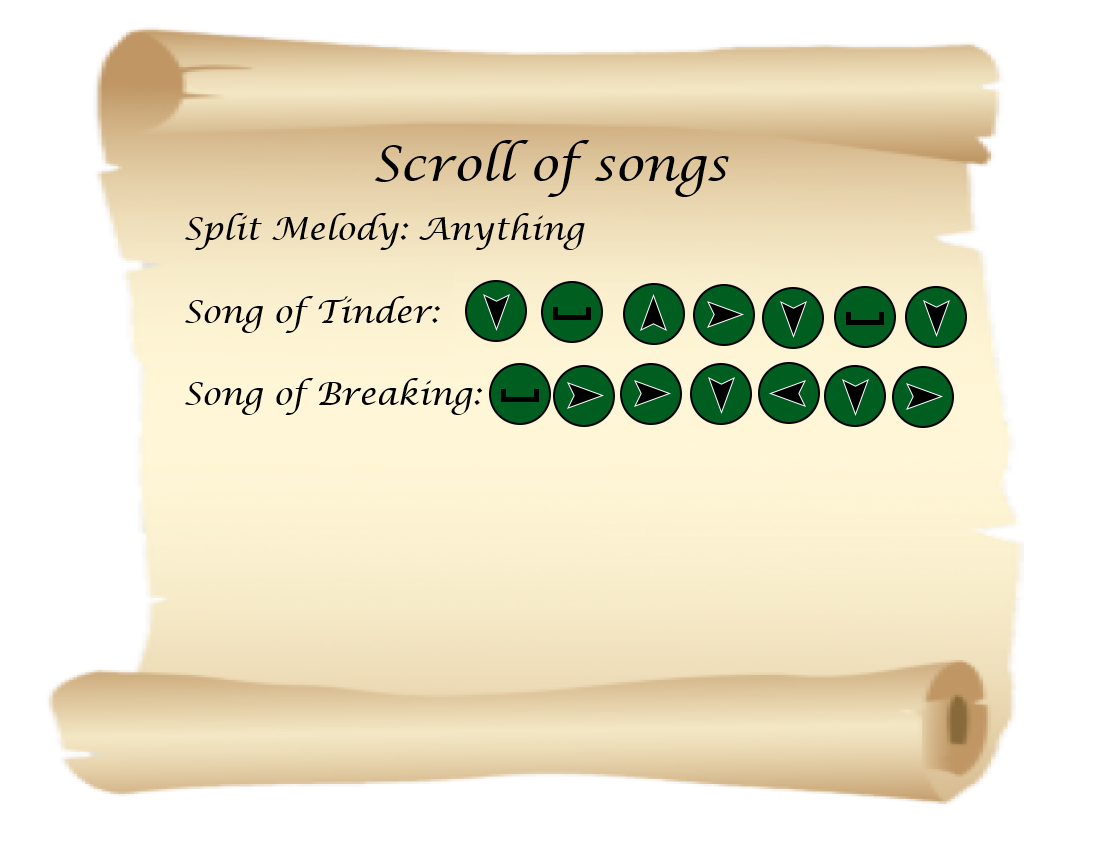 Scroll of songs
Split Melody: Anything
Song of Tinder:
Song of Breaking: